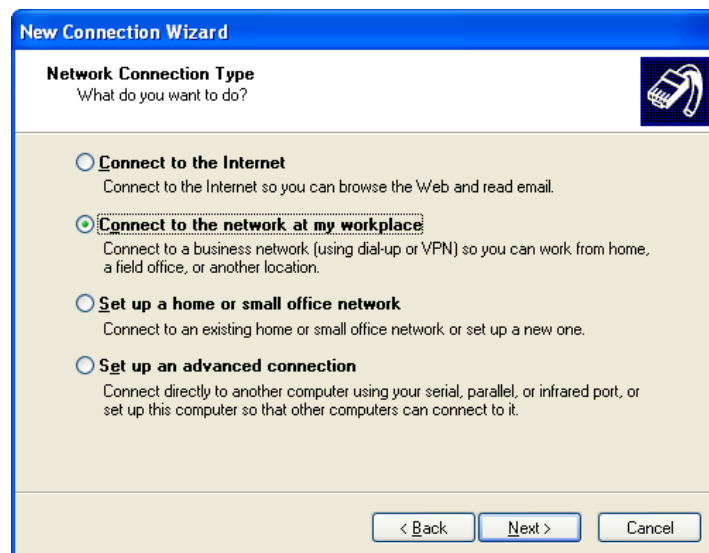 New Connection Wizard
Network Connection Type
What do you want to do?
Connect to the Internet
Connect to the Internet so you can browse the Web and read email.
Connect to the network at my workplace
Connect to a business network (using dial-up or VPN) so you can work from home,
a field office, or another location.
Set up a home or small office network
Connect to an existing home or small office network or set up a new one.
Set up an advanced connection
Connect directly to another computer using your serial, parallel, or infrared port, or
set up this computer so that other computers can connect to it.
< Back Next > Cancel